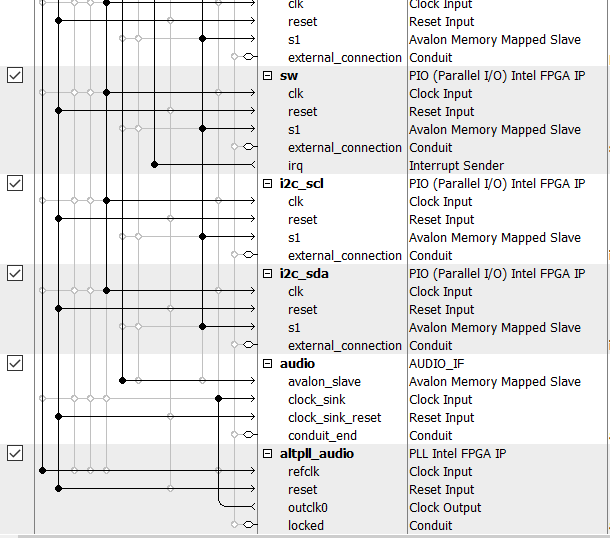 clk Clock Input
reset Reset Input
s1 Avalon Memory Mapped Slave
external_connection Conduit
sw PIO (Parallel I/O) Intel FPGA IP
clk Clock Input
reset Reset Input
s1 Avalon Memory Mapped Slave
external_connection Conduit
irq Interrupt Sender
i2c_scl PIO (Parallel I/O) Intel FPGA IP
clk Clock Input
reset Reset Input
s1 Avalon Memory Mapped Slave
external_connection Conduit
i2c_sda PIO (Parallel I/O) Intel FPGA IP
clk Clock Input
reset Reset Input
s1 Avalon Memory Mapped Slave
external_connection Conduit
audio AUDIO_IF
avalon_slave Avalon Memory Mapped Slave
clock_sink Clock Input
clock_sink_reset Reset Input
conduit_end Conduit
altpll_audio PLL Intel FPGA IP
refclk Clock Input
reset Reset Input
outclk0 Clock Output
locked Conduit